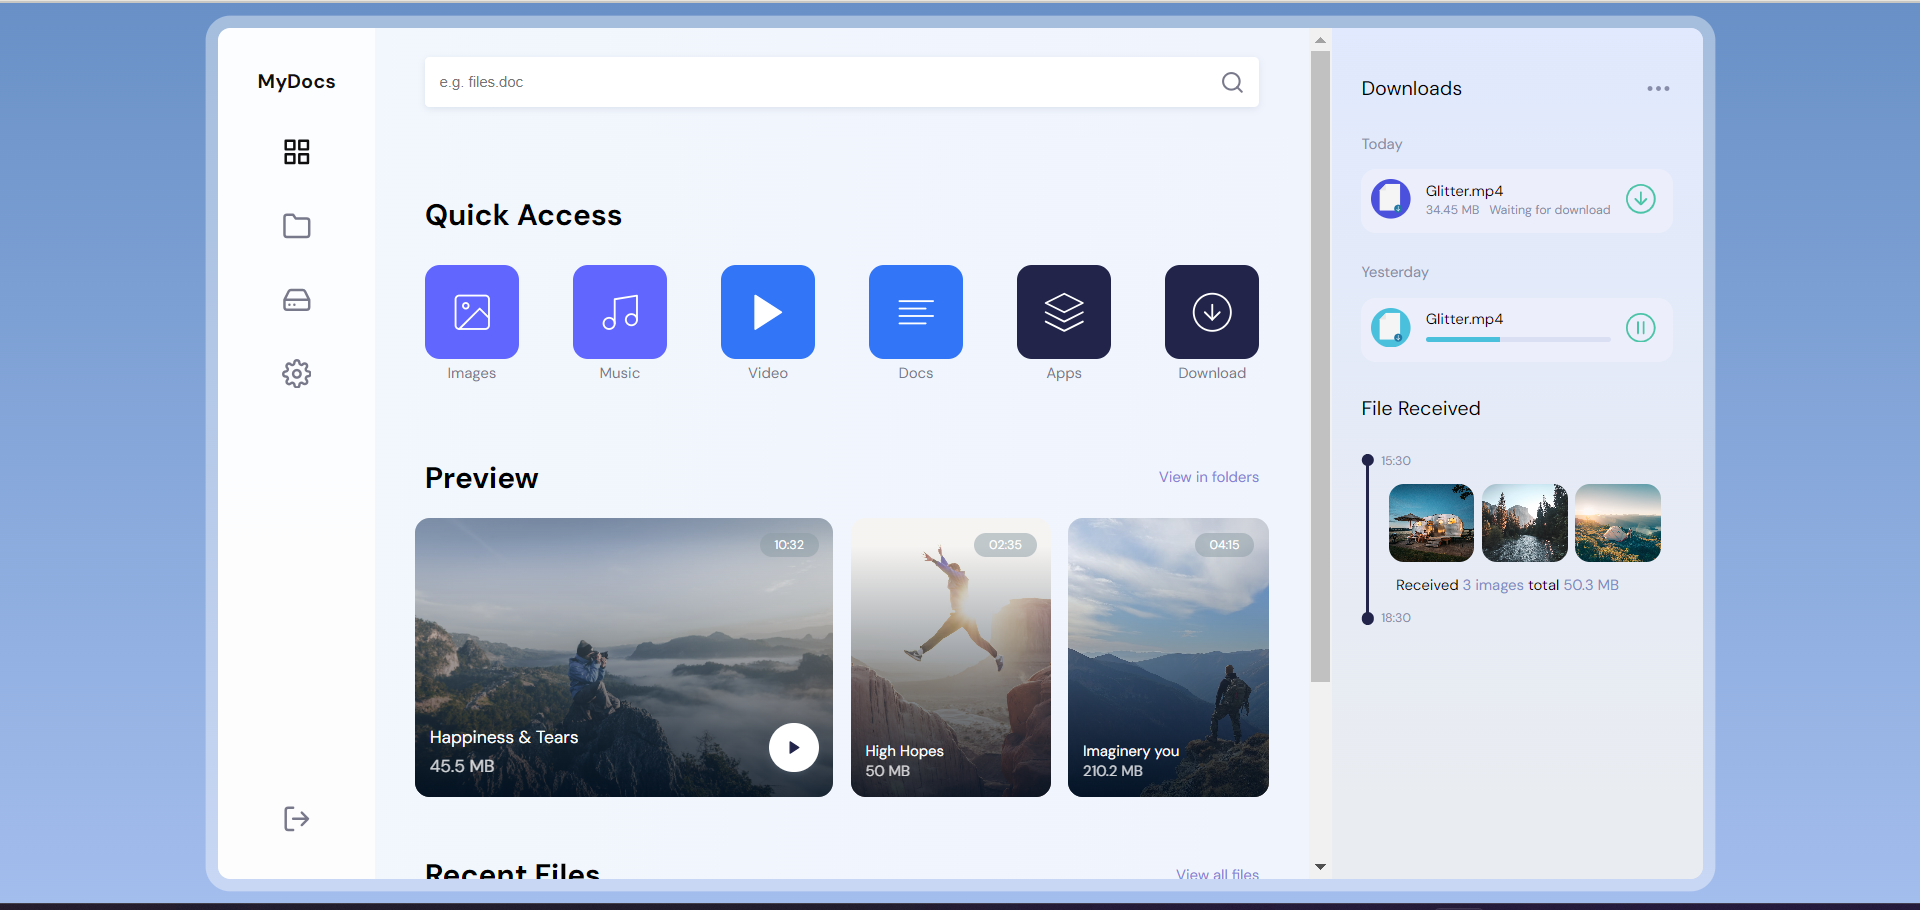 MyDocs
e.g. files.doc
Quick Access
Images
Music
Video
Docs
Apps
Download
Preview
View in folders
10:32
Happiness & Tears
45.5 MB
02:35
High Hopes
50 MB
04:15
Imaginery you
210.2 MB
Recent Files
View all files
Downloads
Today
Glitter.mp4
34.45 MB Waiting for download
Yesterday
Glitter.mp4
File Received
15:30
Received 3 images total 50.3 MB
18:30